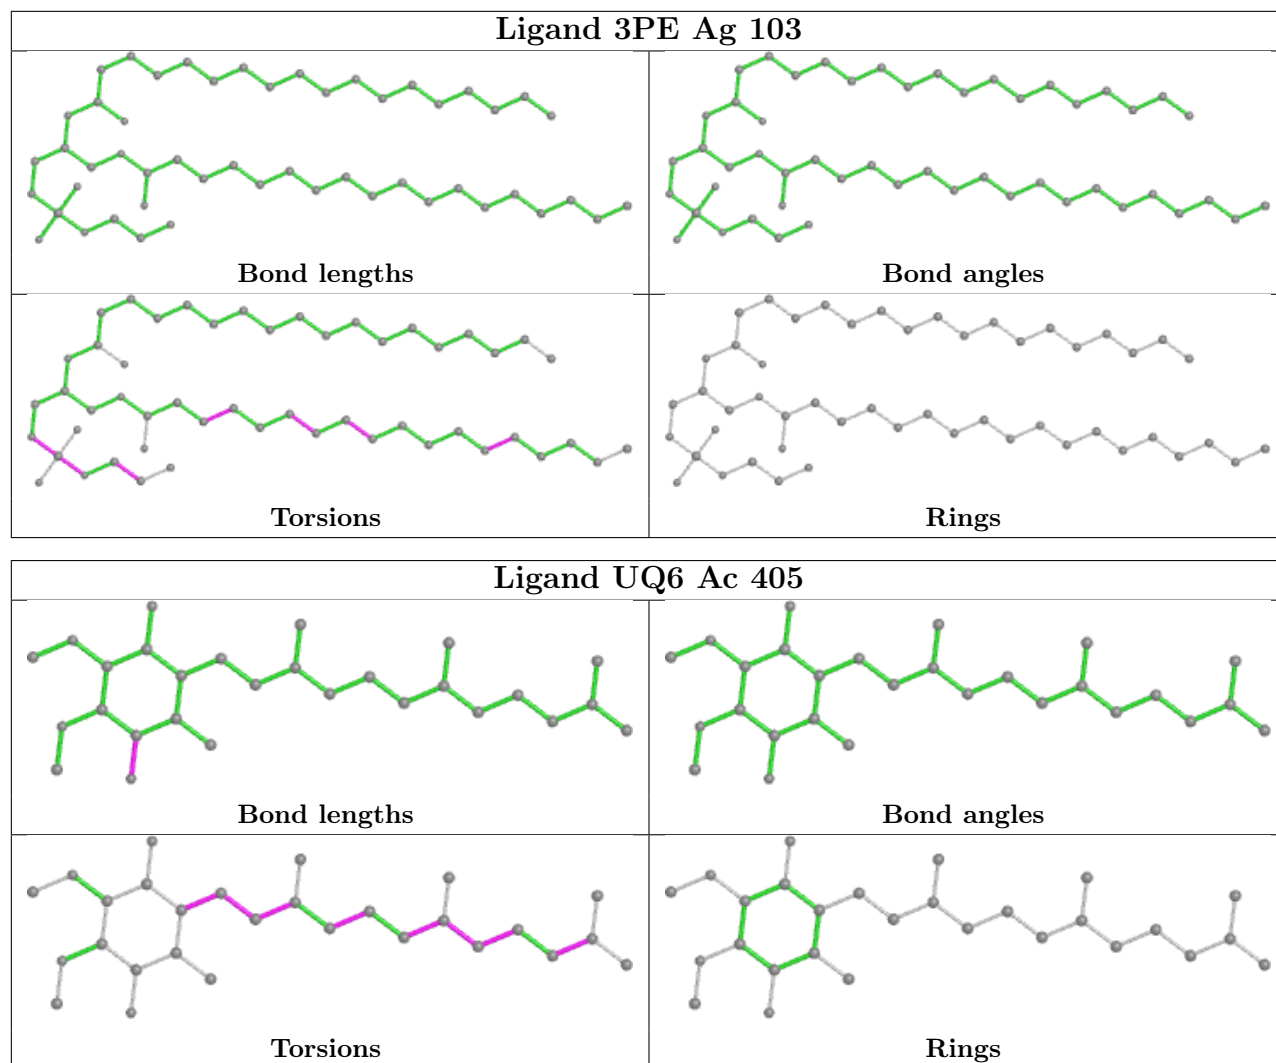 Ligand 3PE Ag 103
Bond lengths
Bond angles
Torsions
Rings
Ligand UQ6 Ac 405
Bond lengths
Bond angles
Torsions
Rings